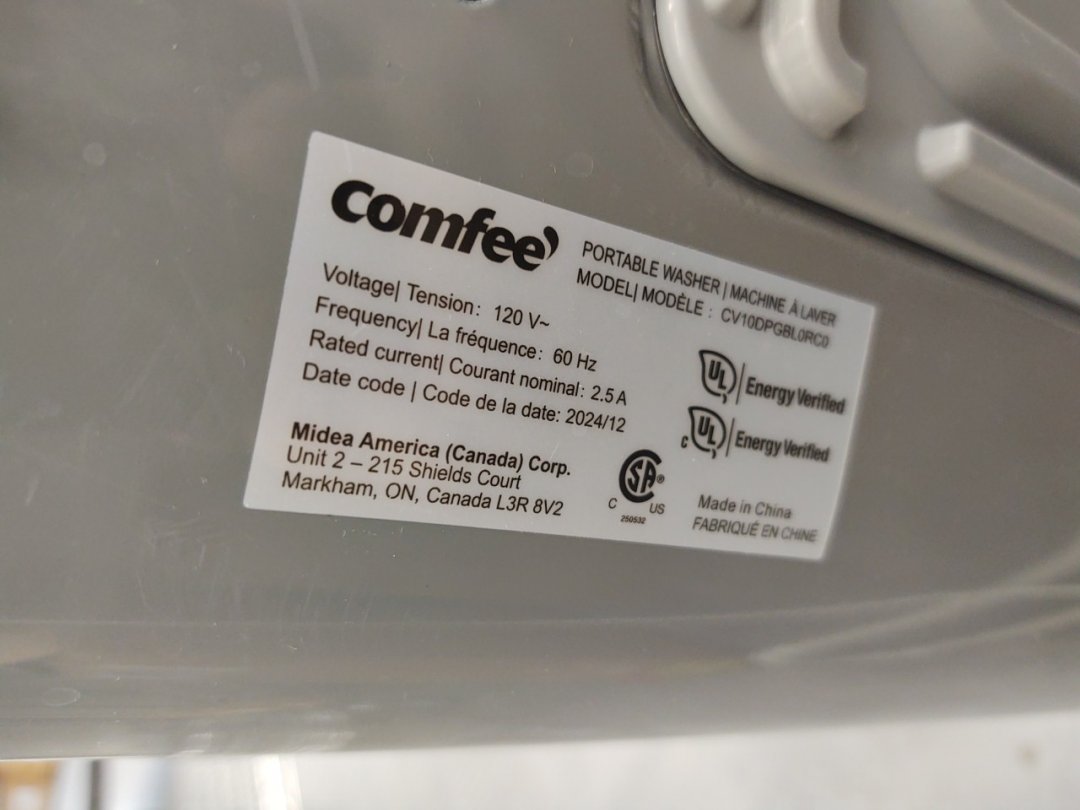 comfee'
PORTABLE WASHER | MACHINE À LAVER
MODEL| MODÈLE : CV10DPGBL0RC0
Voltage| Tension: 120 V~
Frequency| La fréquence: 60 Hz
Rated current| Courant nominal: 2.5 A
Date code | Code de la date: 2024/12
UL | Energy Verified
c UL | Energy Verified
Midea America (Canada) Corp.
Unit 2 – 215 Shields Court
Markham, ON, Canada L3R 8V2
C SA® US
250532
Made in China
FABRIQUÉ EN CHINE